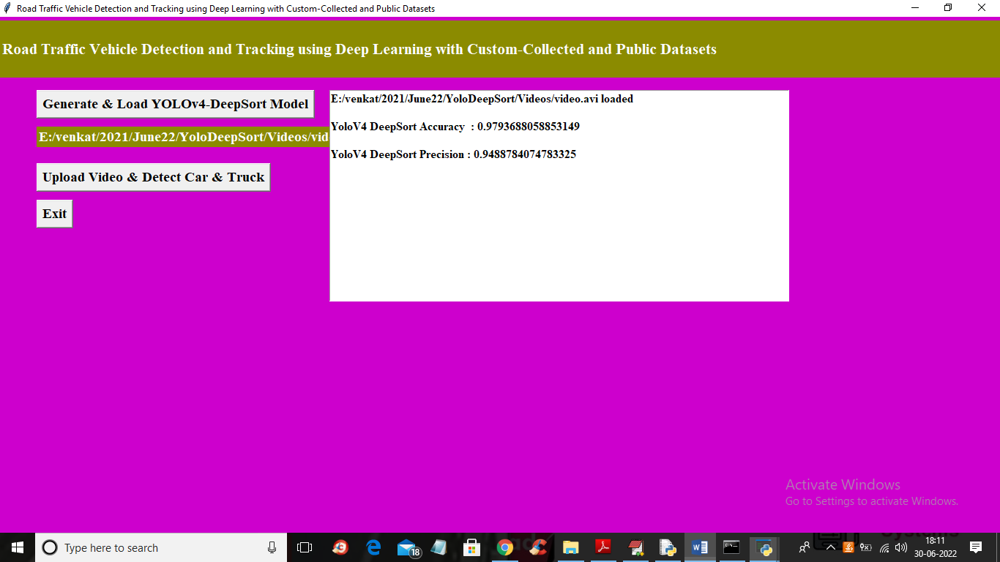 Road Traffic Vehicle Detection and Tracking using Deep Learning with Custom-Collected and Public Datasets
Road Traffic Vehicle Detection and Tracking using Deep Learning with Custom-Collected and Public Datasets
Generate & Load YOLOv4-DeepSort Model
E:/venkat/2021/June22/YoloDeepSort/Videos/vid
Upload Video & Detect Car & Truck
Exit
E:/venkat/2021/June22/YoloDeepSort/Videos/video.avi loaded
YoloV4 DeepSort Accuracy : 0.9793688058853149
YoloV4 DeepSort Precision : 0.9488784074783325
Activate Windows
Go to Settings to activate Windows.
Type here to search
18
18:11
30-06-2022